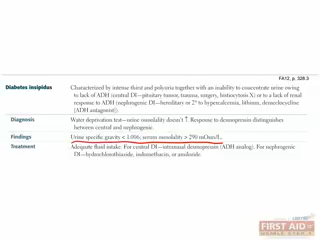 FA12, p. 328.3
Diabetes insipidus Characterized by intense thirst and polyuria together with an inability to concentrate urine owing
to lack of ADH (central DI—pituitary tumor, trauma, surgery, histiocytosis X) or to a lack of renal
response to ADH (nephrogenic DI—hereditary or 2° to hypercalcemia, lithium, demeclocycline
[ADH antagonist]).
Diagnosis Water deprivation test—urine osmolality doesn't ↑. Response to desmopressin distinguishes
between central and nephrogenic.
Findings Urine specific gravity < 1.006; serum osmolality > 290 mOsm/L.
Treatment Adequate fluid intake. For central DI—intranasal desmopressin (ADH analog). For nephrogenic
DI—hydrochlorothiazide, indomethacin, or amiloride.
FIRST AID